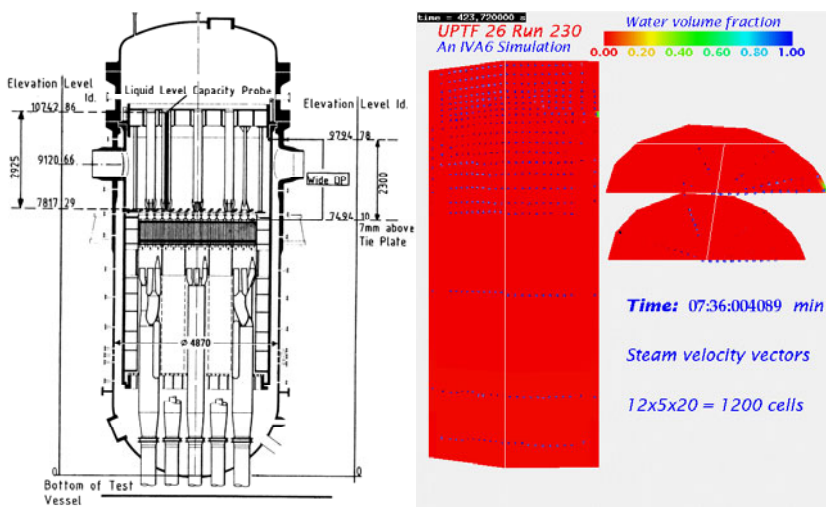 Elevation Level
Id.
Liquid Level Capacity Probe
10742 86
Elevation Level Id.
9794 78
2925
9120 66
Wide DP
2300
7817 29
7494 10
7mm above
Tie Plate
Ø 4870
0
0
Bottom of Test
Vessel
time = 423,720000 s
UPTF 26 Run 230
An IVA6 Simulation
Water volume fraction
0.00 0.20 0.40 0.60 0.80 1.00
Time: 07:36:004089 min
Steam velocity vectors
12x5x20 = 1200 cells